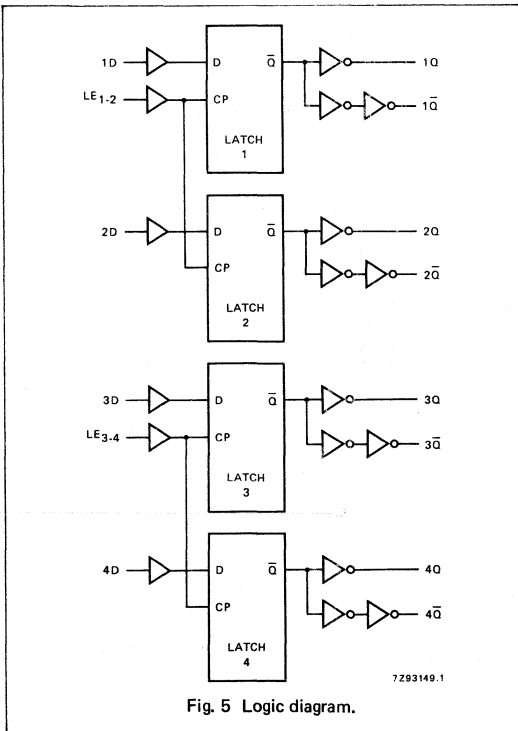 1D D Q̅ 1Q
LE1-2 CP 1Q̅
LATCH
1
2D D Q̅ 2Q
CP 2Q̅
LATCH
2
3D D Q̅ 3Q
LE3-4 CP 3Q̅
LATCH
3
4D D Q̅ 4Q
CP 4Q̅
LATCH
4
7Z93149.1
Fig. 5 Logic diagram.